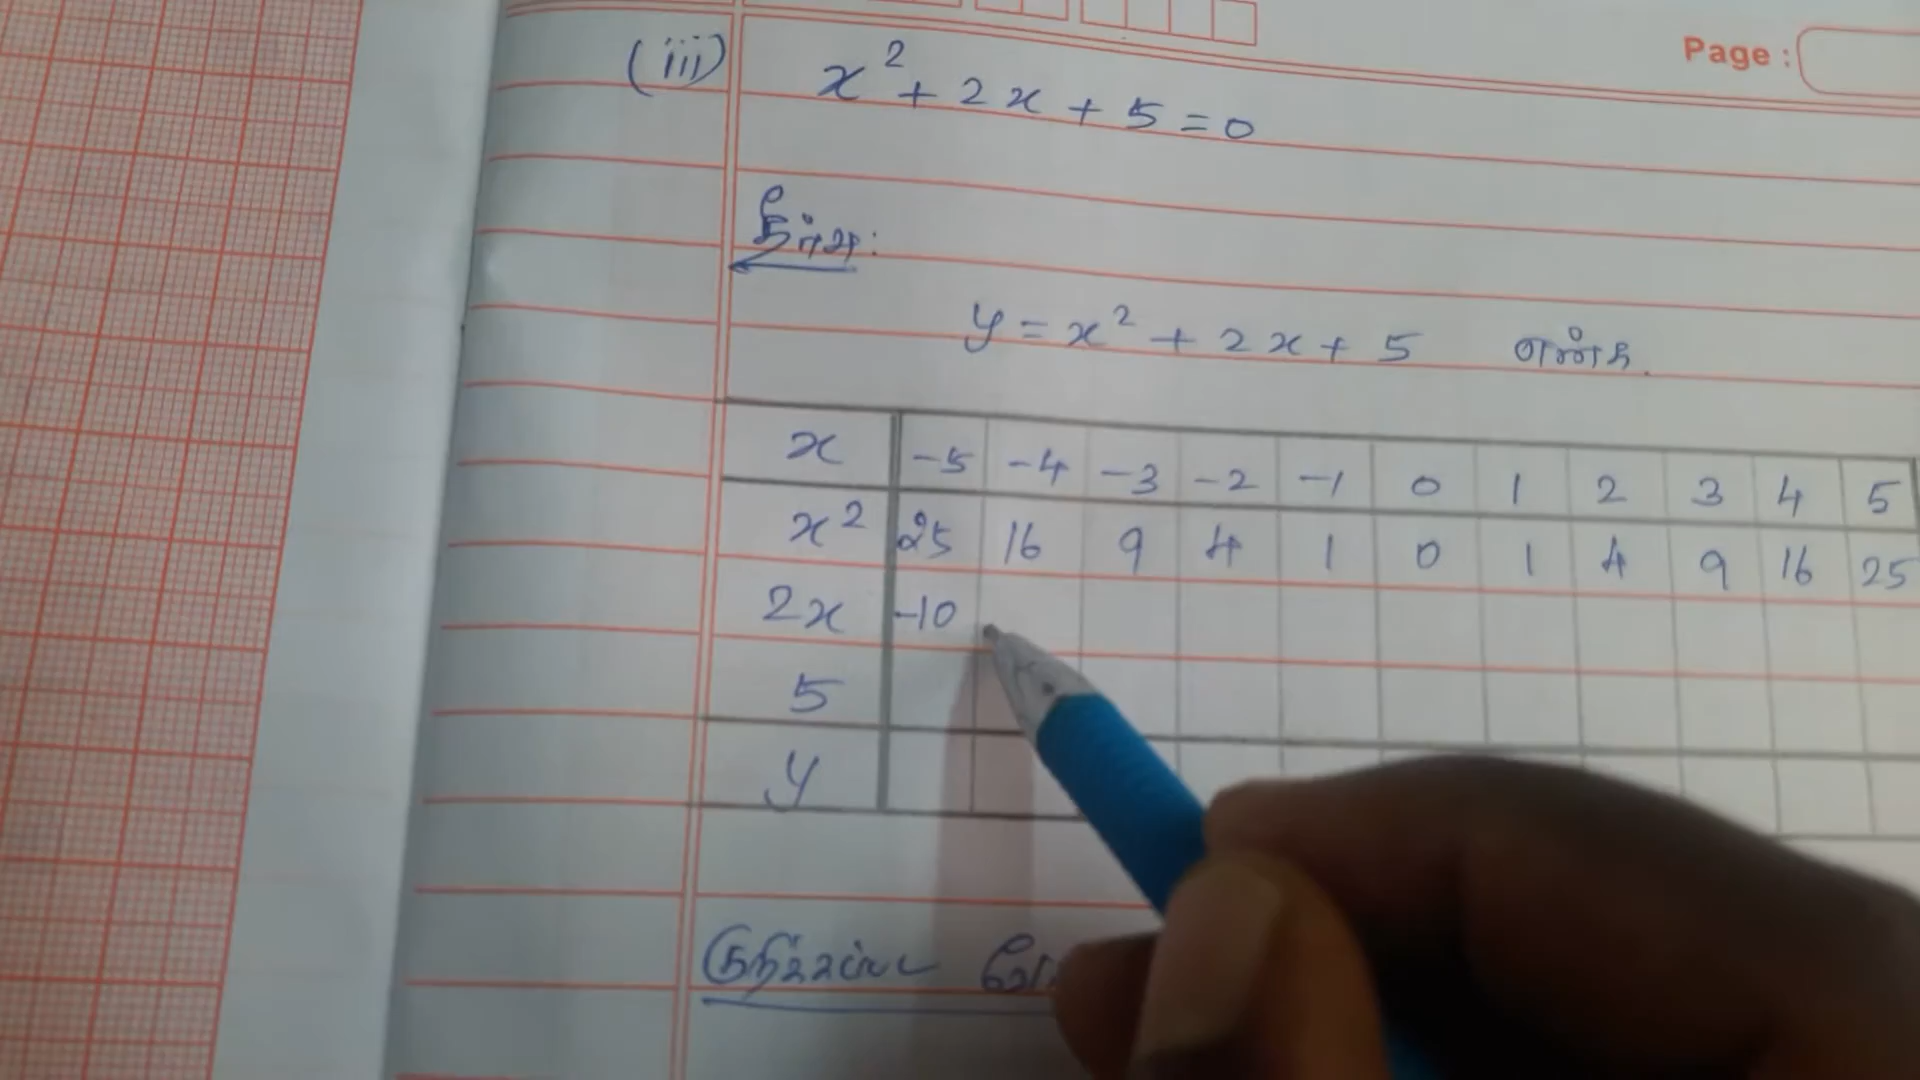 Page :
(iii) x² + 2x + 5 = 0
தீர்வு:
y = x² + 2x + 5 என்க.
x -5 -4 -3 -2 -1 0 1 2 3 4 5
x² 25 16 9 4 1 0 1 4 9 16 25
2x -10
5
y